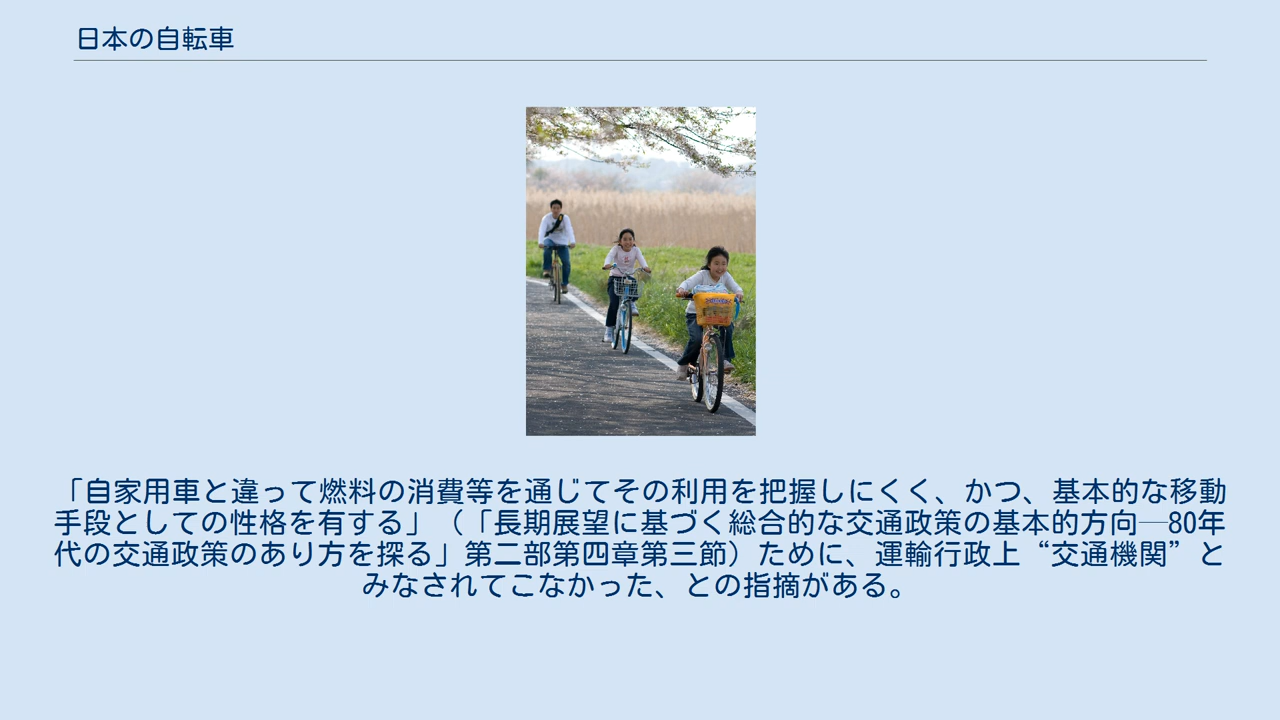 日本の自転車
「自家用車と違って燃料の消費等を通じてその利用を把握しにくく、かつ、基本的な移動
手段としての性格を有する」（「長期展望に基づく総合的な交通政策の基本的方向─80年
代の交通政策のあり方を探る」第二部第四章第三節）ために、運輸行政上“交通機関”と
みなされてこなかった、との指摘がある。